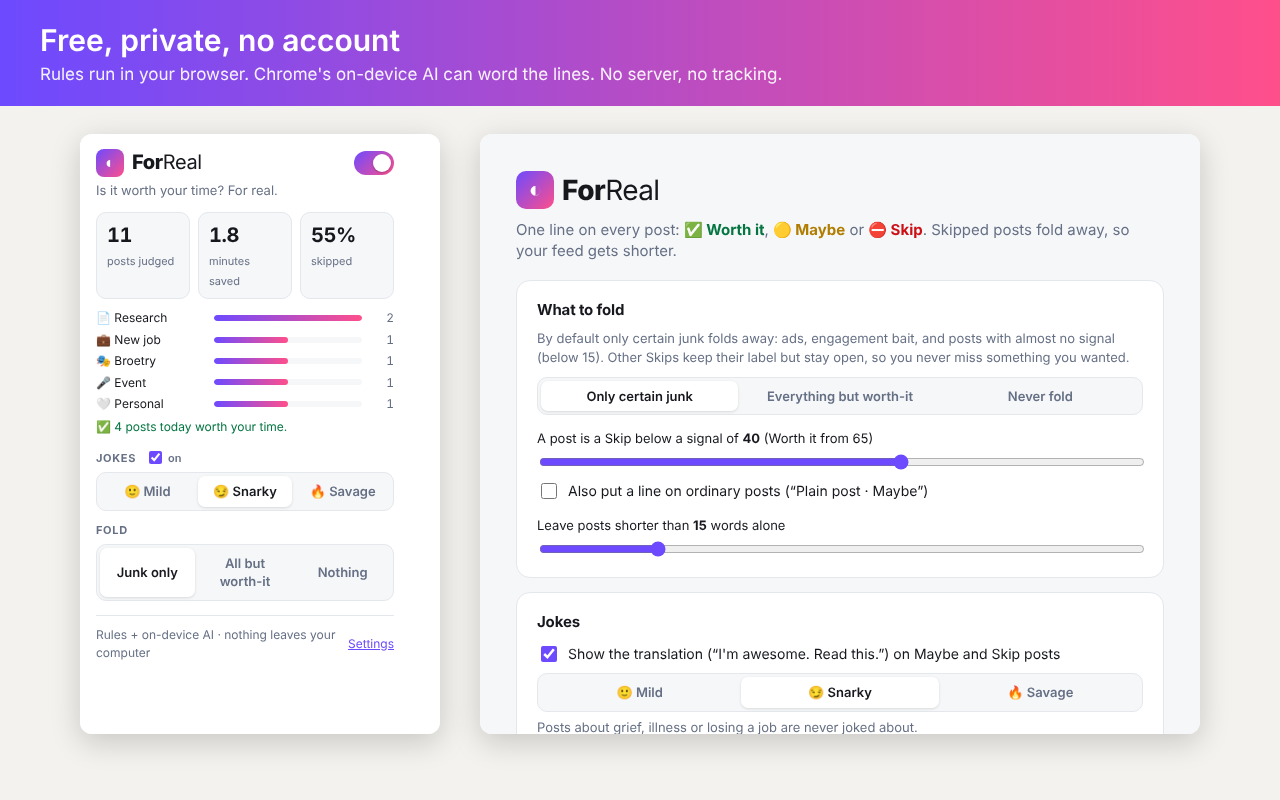 Free, private, no account
Rules run in your browser. Chrome's on-device AI can word the lines. No server, no tracking.
ForReal
Is it worth your time? For real.
11
posts judged
1.8
minutes
saved
55%
skipped
📄 Research 2
💼 New job 1
🎭 Broetry 1
🎤 Event 1
🤍 Personal 1
✅ 4 posts today worth your time.
JOKES on
🙂 Mild 😏 Snarky 🔥 Savage
FOLD
Junk only
All but
worth-it
Nothing
Rules + on-device AI · nothing leaves your
computer
Settings
ForReal
One line on every post: ✅ Worth it, 🟡 Maybe or ⛔ Skip. Skipped posts fold away, so
your feed gets shorter.
What to fold
By default only certain junk folds away: ads, engagement bait, and posts with almost no signal
(below 15). Other Skips keep their label but stay open, so you never miss something you wanted.
Only certain junk Everything but worth-it Never fold
A post is a Skip below a signal of 40 (Worth it from 65)
Also put a line on ordinary posts (“Plain post · Maybe”)
Leave posts shorter than 15 words alone
Jokes
Show the translation (“I'm awesome. Read this.”) on Maybe and Skip posts
🙂 Mild 😏 Snarky 🔥 Savage
Posts about grief, illness or losing a job are never joked about.